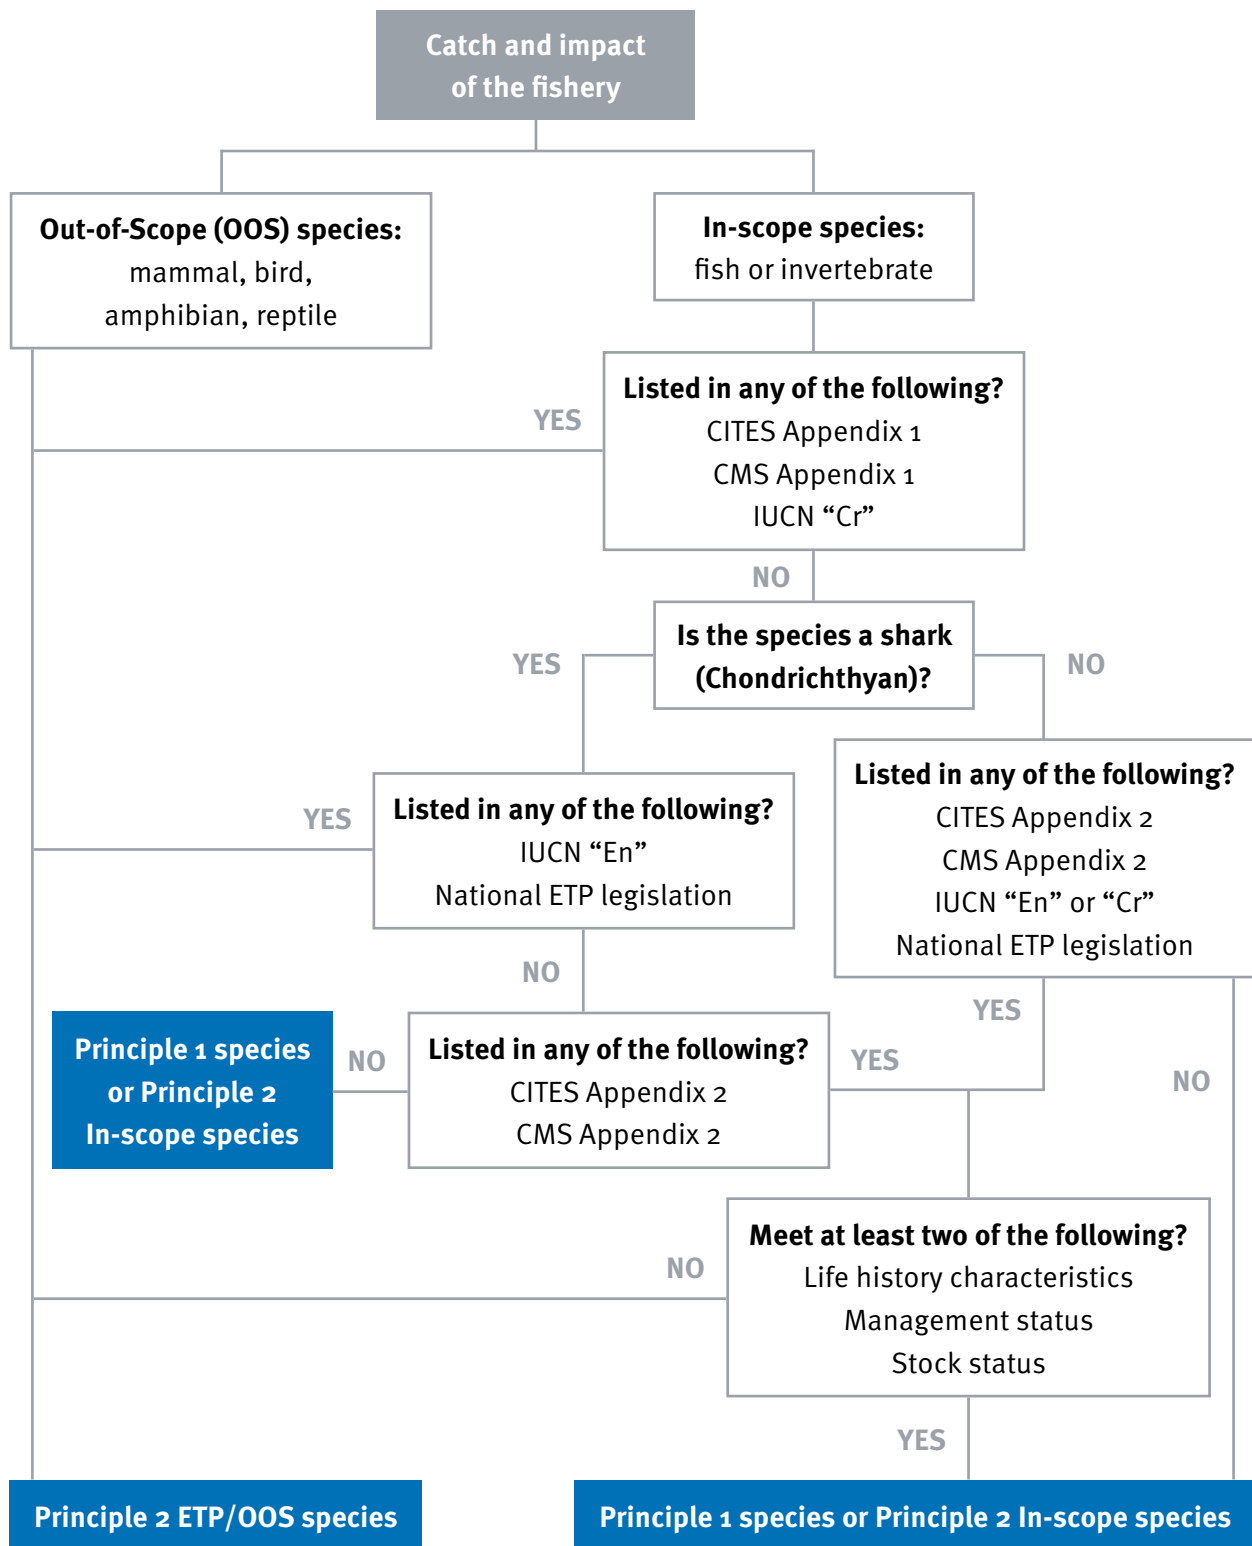 Catch and impact
of the fishery
Out-of-Scope (OOS) species:
mammal, bird,
amphibian, reptile
In-scope species:
fish or invertebrate
Listed in any of the following?
CITES Appendix 1
CMS Appendix 1
IUCN “Cr”
YES
NO
Is the species a shark
(Chondrichthyan)?
YES
NO
Listed in any of the following?
IUCN “En”
National ETP legislation
YES
NO
Listed in any of the following?
CITES Appendix 2
CMS Appendix 2
IUCN “En” or “Cr”
National ETP legislation
YES
NO
Principle 1 species
or Principle 2
In-scope species
NO
Listed in any of the following?
CITES Appendix 2
CMS Appendix 2
YES
Meet at least two of the following?
Life history characteristics
Management status
Stock status
NO
YES
Principle 2 ETP/OOS species
Principle 1 species or Principle 2 In-scope species